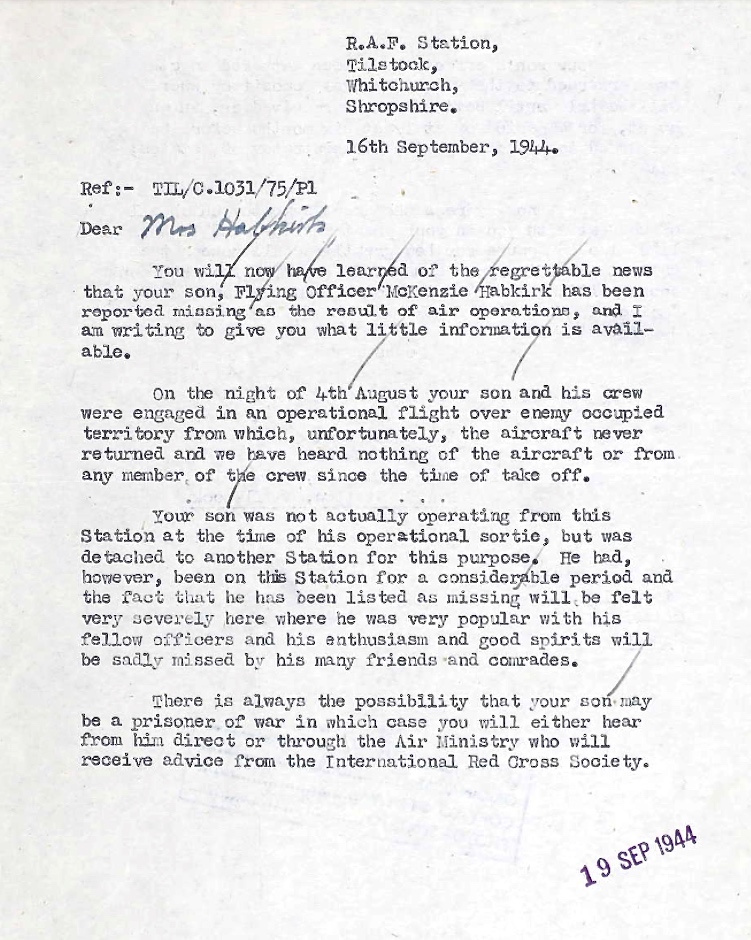 R.A.F. Station,
Tilstock,
Whitchurch,
Shropshire.
16th September, 1944.
Ref:- TIL/C.1031/75/P1
Dear Mrs Habkirk
You will now have learned of the regrettable news
that your son, Flying Officer McKenzie Habkirk has been
reported missing as the result of air operations, and I
am writing to give you what little information is avail-
able.
On the night of 4th August your son and his crew
were engaged in an operational flight over enemy occupied
territory from which, unfortunately, the aircraft never
returned and we have heard nothing of the aircraft or from
any member of the crew since the time of take off.
Your son was not actually operating from this
Station at the time of his operational sortie, but was
detached to another Station for this purpose. He had,
however, been on this Station for a considerable period and
the fact that he has been listed as missing will be felt
very severely here where he was very popular with his
fellow officers and his enthusiasm and good spirits will
be sadly missed by his many friends and comrades.
There is always the possibility that your son may
be a prisoner of war in which case you will either hear
from him direct or through the Air Ministry who will
receive advice from the International Red Cross Society.
19 SEP 1944